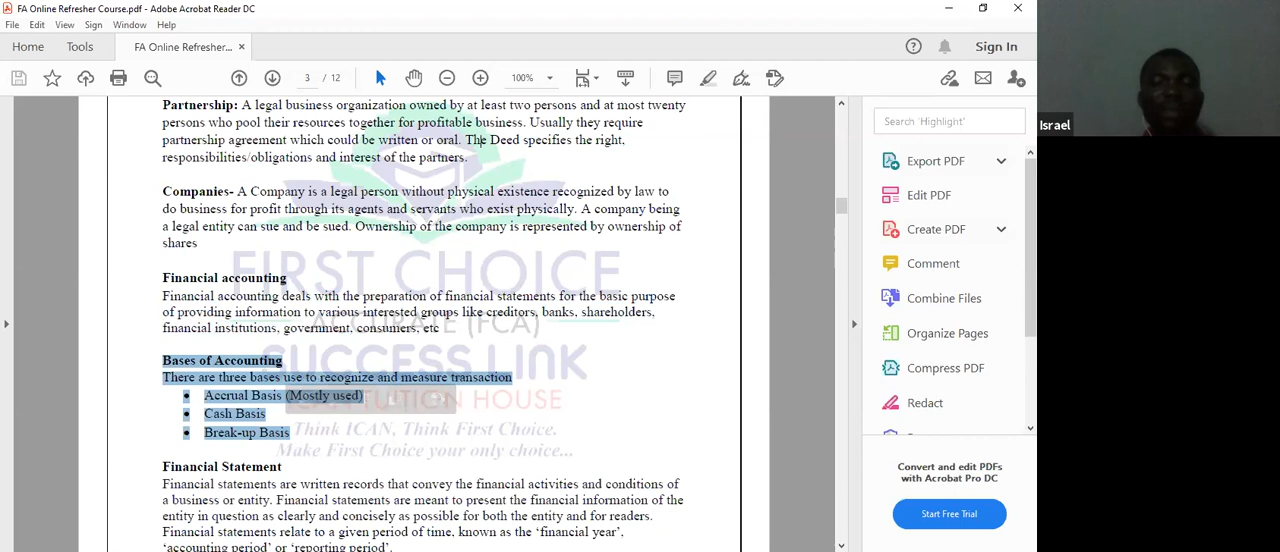 FA Online Refresher Course.pdf - Adobe Acrobat Reader DC
File Edit View Sign Window Help
Home Tools FA Online Refresher... × Sign In
3 / 12 100%
Partnership: A legal business organization owned by at least two persons and at most twenty
persons who pool their resources together for profitable business. Usually they require
partnership agreement which could be written or oral. The Deed specifies the right,
responsibilities/obligations and interest of the partners.
Companies- A Company is a legal person without physical existence recognized by law to
do business for profit through its agents and servants who exist physically. A company being
a legal entity can sue and be sued. Ownership of the company is represented by ownership of
shares
FIRST CHOICE
Financial accounting
Financial accounting deals with the preparation of financial statements for the basic purpose
of providing information to various interested groups like creditors, banks, shareholders,
financial institutions, government, consumers, etc
ACCURATE (FCA)
SUCCESS LINK
Bases of Accounting
There are three bases use to recognize and measure transaction
• Accrual Basis (Mostly used)
• Cash Basis
• Break-up Basis
TUITION HOUSE
Think ICAN, Think First Choice.
Make First Choice your only choice...
Financial Statement
Financial statements are written records that convey the financial activities and conditions of
a business or entity. Financial statements are meant to present the financial information of the
entity in question as clearly and concisely as possible for both the entity and for readers.
Financial statements relate to a given period of time, known as the ‘financial year’,
‘accounting period’ or ‘reporting period’.
Search 'Highlight'
Export PDF
Edit PDF
Create PDF
Comment
Combine Files
Organize Pages
Compress PDF
Redact
Convert and edit PDFs
with Acrobat Pro DC
Start Free Trial
Israel